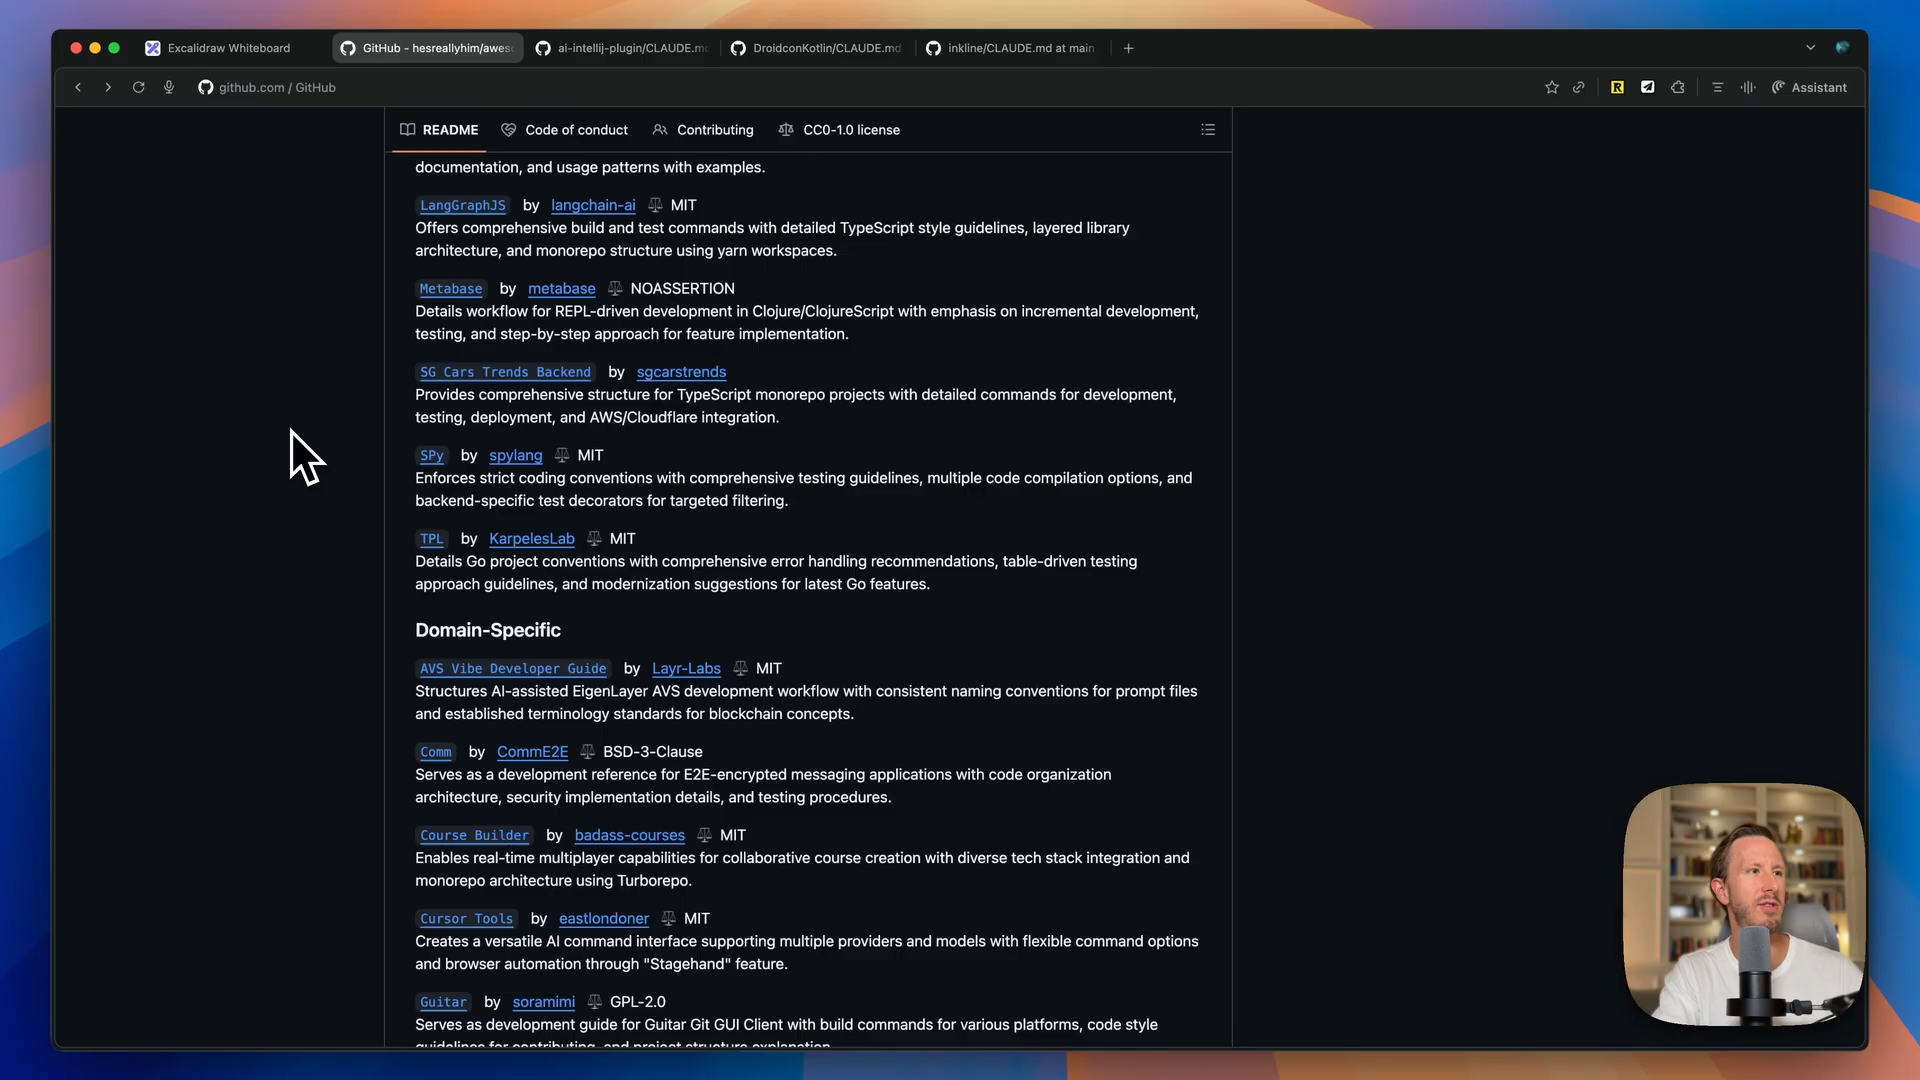 Excalidraw Whiteboard
GitHub - hesreallyhim/awes
ai-intellij-plugin/CLAUDE.md
DroidconKotlin/CLAUDE.md
inkline/CLAUDE.md at main
github.com / GitHub
Assistant
README
Code of conduct
Contributing
CC0-1.0 license
documentation, and usage patterns with examples.
LangGraphJS by langchain-ai MIT
Offers comprehensive build and test commands with detailed TypeScript style guidelines, layered library
architecture, and monorepo structure using yarn workspaces.
Metabase by metabase NOASSERTION
Details workflow for REPL-driven development in Clojure/ClojureScript with emphasis on incremental development,
testing, and step-by-step approach for feature implementation.
SG Cars Trends Backend by sgcarstrends
Provides comprehensive structure for TypeScript monorepo projects with detailed commands for development,
testing, deployment, and AWS/Cloudflare integration.
SPy by spylang MIT
Enforces strict coding conventions with comprehensive testing guidelines, multiple code compilation options, and
backend-specific test decorators for targeted filtering.
TPL by KarpelesLab MIT
Details Go project conventions with comprehensive error handling recommendations, table-driven testing
approach guidelines, and modernization suggestions for latest Go features.
Domain-Specific
AVS Vibe Developer Guide by Layr-Labs MIT
Structures AI-assisted EigenLayer AVS development workflow with consistent naming conventions for prompt files
and established terminology standards for blockchain concepts.
Comm by CommE2E BSD-3-Clause
Serves as a development reference for E2E-encrypted messaging applications with code organization
architecture, security implementation details, and testing procedures.
Course Builder by badass-courses MIT
Enables real-time multiplayer capabilities for collaborative course creation with diverse tech stack integration and
monorepo architecture using Turborepo.
Cursor Tools by eastlondoner MIT
Creates a versatile AI command interface supporting multiple providers and models with flexible command options
and browser automation through "Stagehand" feature.
Guitar by soramimi GPL-2.0
Serves as development guide for Guitar Git GUI Client with build commands for various platforms, code style
guidelines for contributing, and project structure explanation.